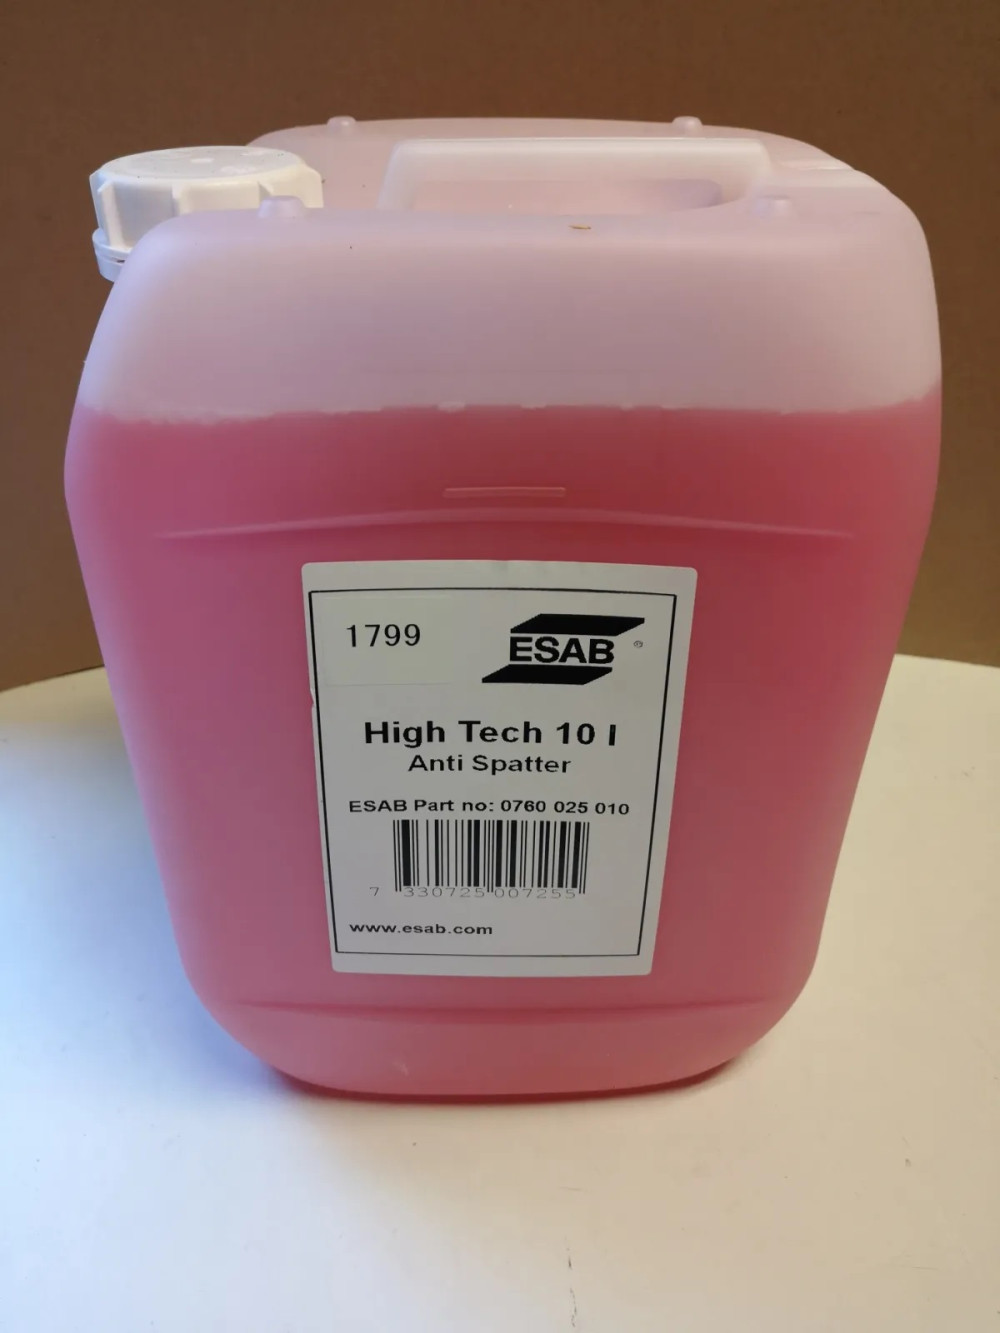 1799
ESAB ®
High Tech 10 l
Anti Spatter
ESAB Part no: 0760 025 010
7 330725 007255
www.esab.com